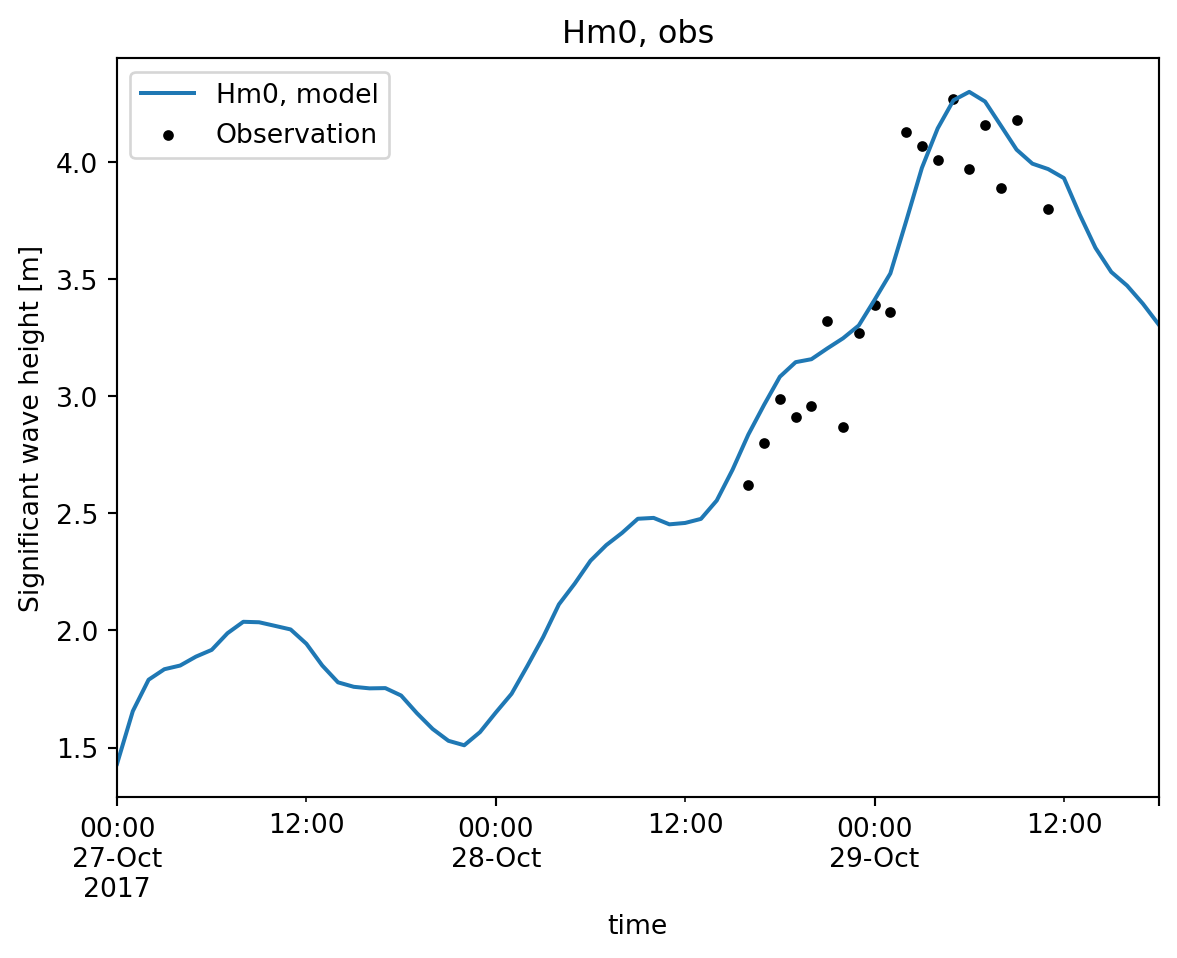 Hm0, obs
Hm0, model
Observation
Significant wave height [m]
4.0
3.5
3.0
2.5
2.0
1.5
00:00 12:00 00:00 12:00 00:00 12:00
27-Oct 28-Oct 29-Oct
2017
time